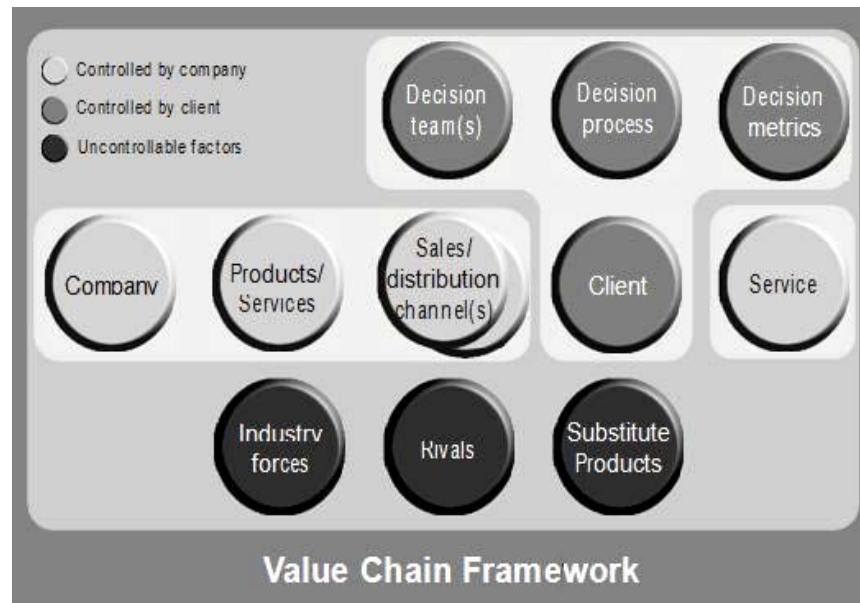 Controlled by company
Controlled by client
Uncontrollable factors
Decision
team(s)
Decision
process
Decision
metrics
Company
Products/
Services
Sales/
distribution
channel(s)
Client
Service
Industry
forces
Rivals
Substitute
Products
Value Chain Framework